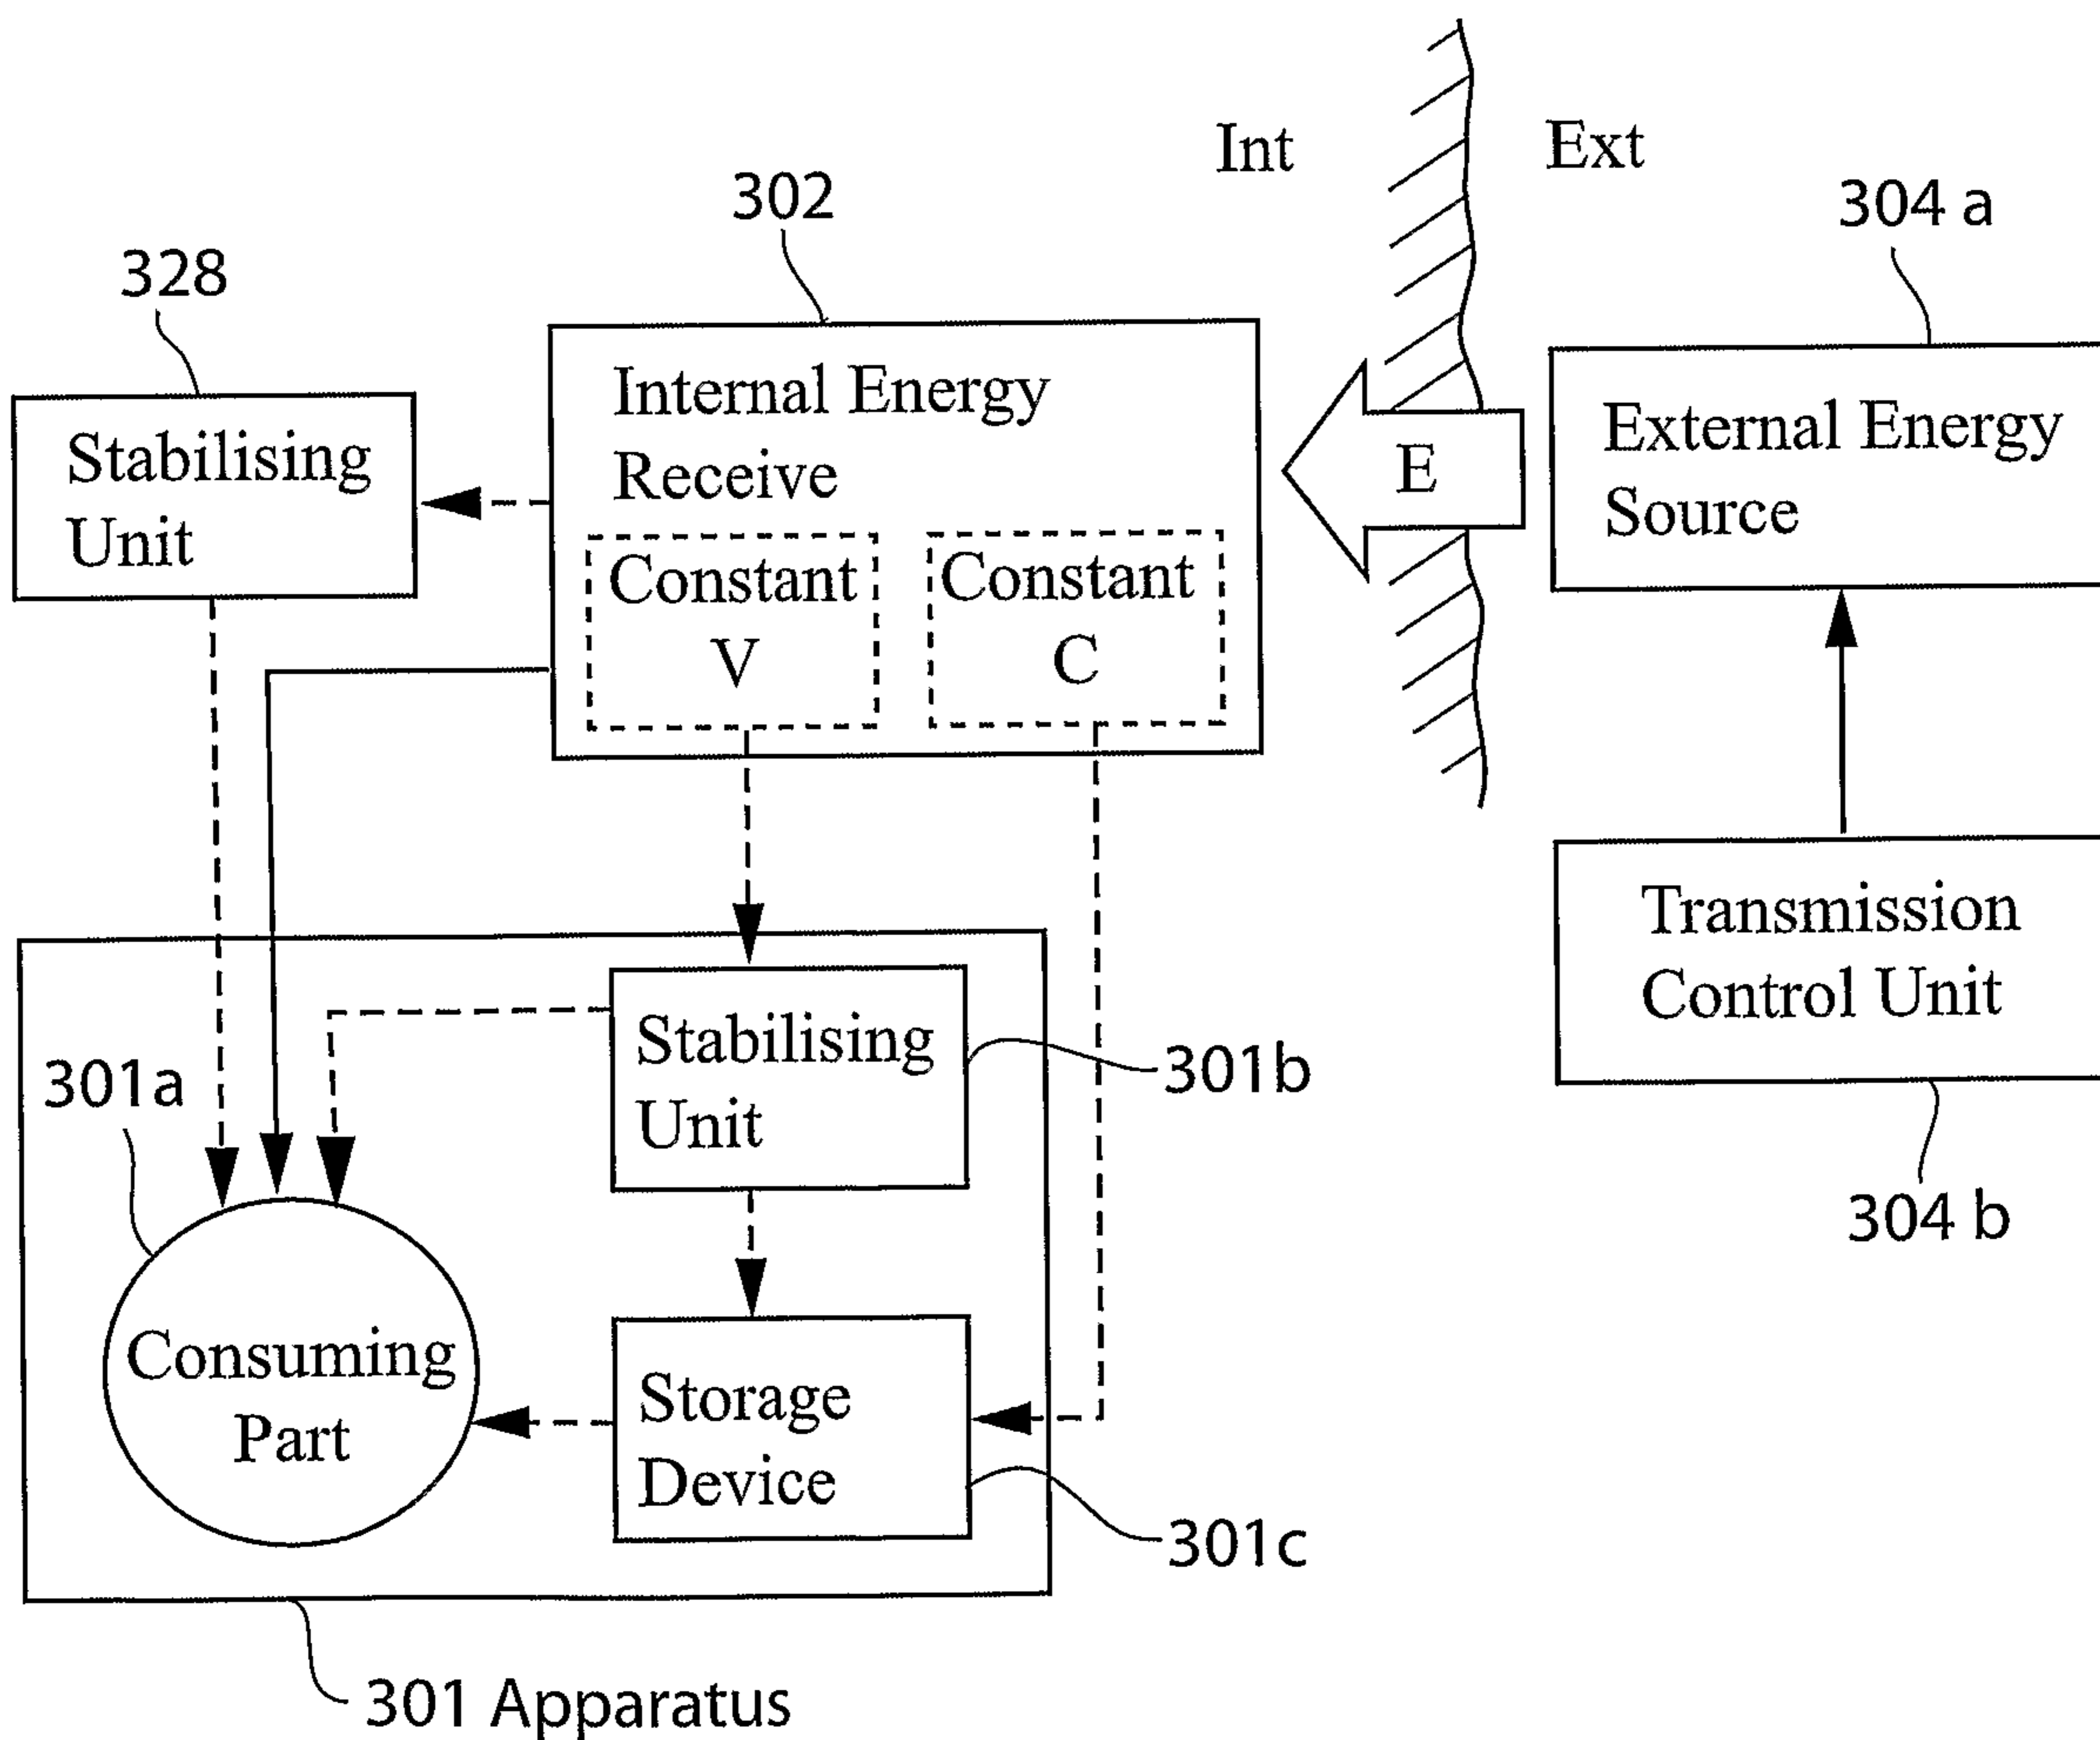 Int
Ext
302
304 a
328
Internal Energy
Receive
External Energy
Source
E
Stabilising
Unit
Constant
V
Constant
C
Transmission
Control Unit
Stabilising
Unit
301a
301b
304 b
Consuming
Part
Storage
Device
301c
301 Apparatus